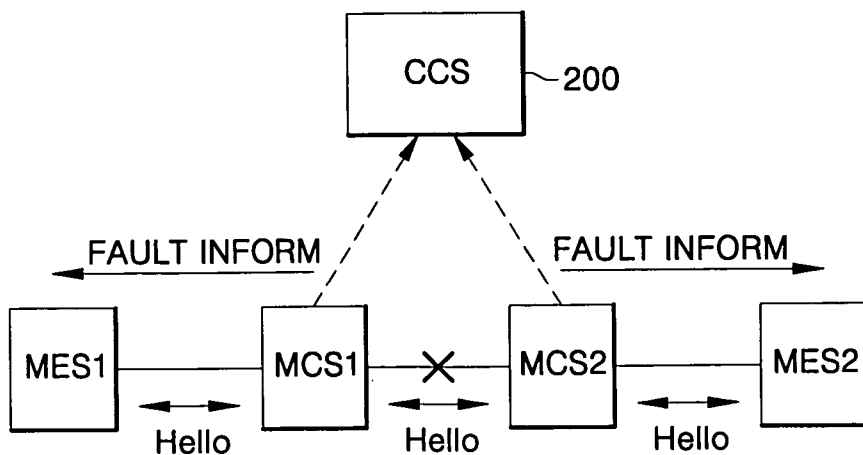 CCS
200
FAULT INFORM
FAULT INFORM
MES1
MCS1
MCS2
MES2
Hello
Hello
Hello